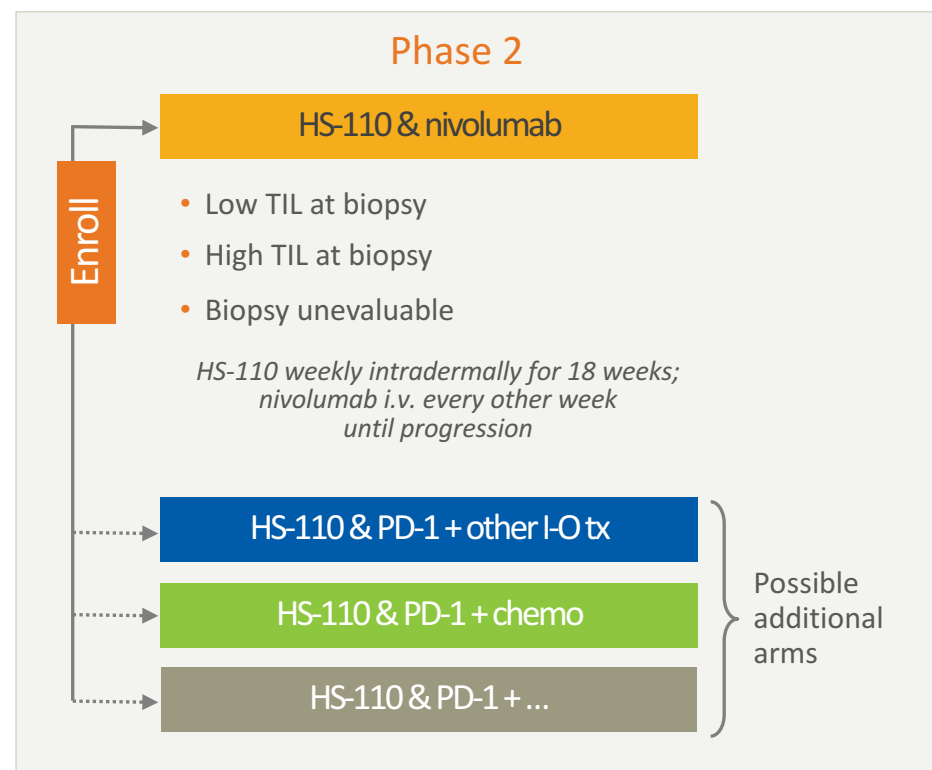 Phase 2
HS-110 & nivolumab
Enroll
• Low TIL at biopsy
• High TIL at biopsy
• Biopsy unevaluable
HS-110 weekly intradermally for 18 weeks;
nivolumab i.v. every other week
until progression
HS-110 & PD-1 + other I-O tx
HS-110 & PD-1 + chemo
HS-110 & PD-1 + ...
Possible
additional
arms